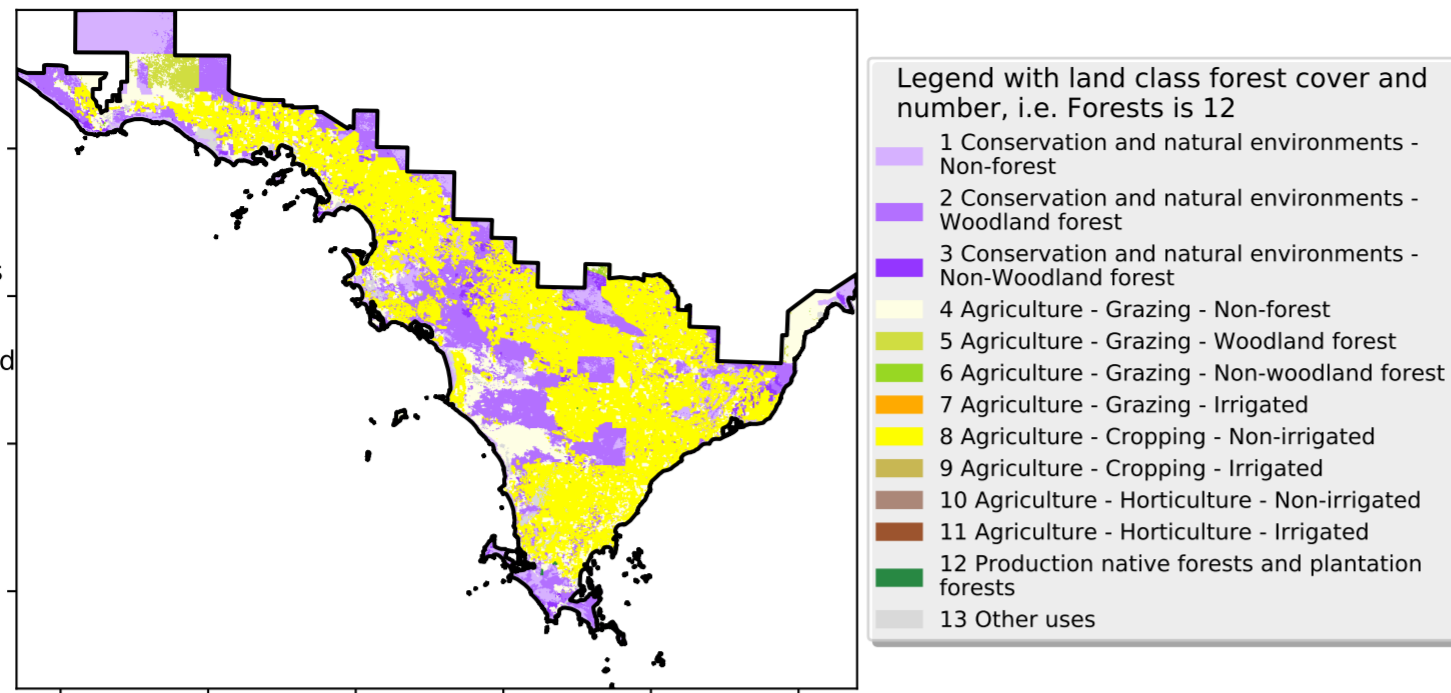 Legend with land class forest cover and
number, i.e. Forests is 12
1 Conservation and natural environments -
Non-forest
2 Conservation and natural environments -
Woodland forest
3 Conservation and natural environments -
Non-Woodland forest
4 Agriculture - Grazing - Non-forest
5 Agriculture - Grazing - Woodland forest
6 Agriculture - Grazing - Non-woodland forest
7 Agriculture - Grazing - Irrigated
8 Agriculture - Cropping - Non-irrigated
9 Agriculture - Cropping - Irrigated
10 Agriculture - Horticulture - Non-irrigated
11 Agriculture - Horticulture - Irrigated
12 Production native forests and plantation
forests
13 Other uses